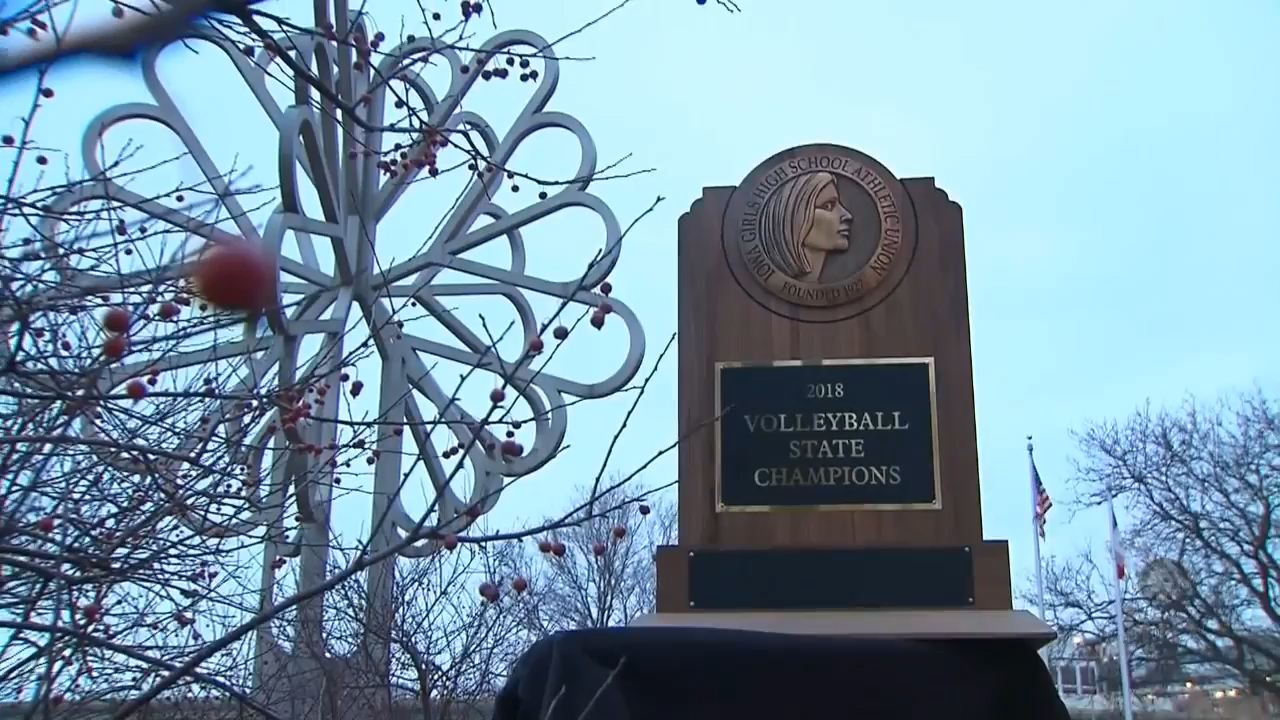 IOWA GIRLS HIGH SCHOOL ATHLETIC UNION
FOUNDED 1927
2018
VOLLEYBALL
STATE
CHAMPIONS